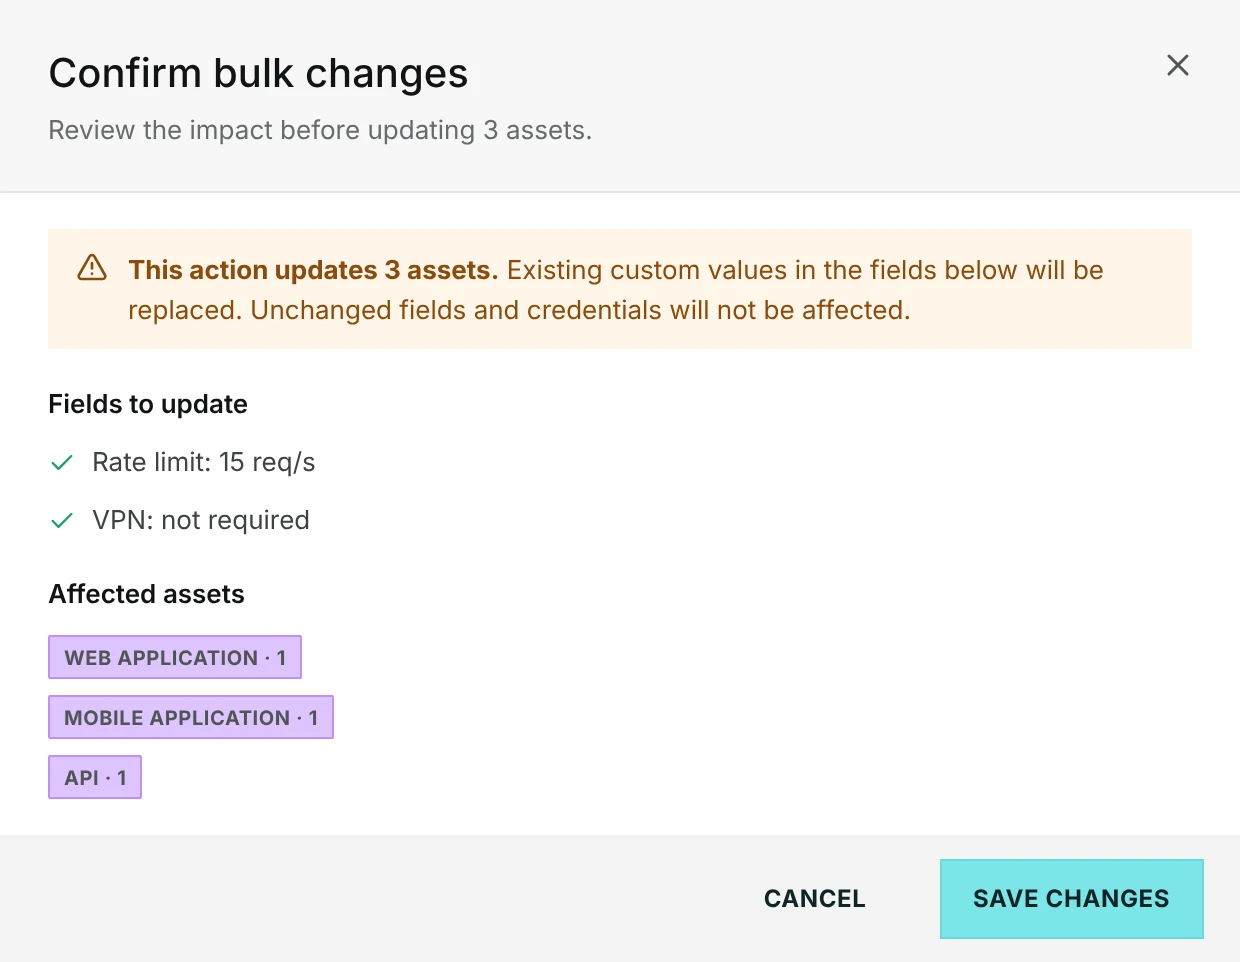 Confirm bulk changes
Review the impact before updating 3 assets.
This action updates 3 assets. Existing custom values in the fields below will be
replaced. Unchanged fields and credentials will not be affected.
Fields to update
Rate limit: 15 req/s
VPN: not required
Affected assets
WEB APPLICATION · 1
MOBILE APPLICATION · 1
API · 1
CANCEL
SAVE CHANGES